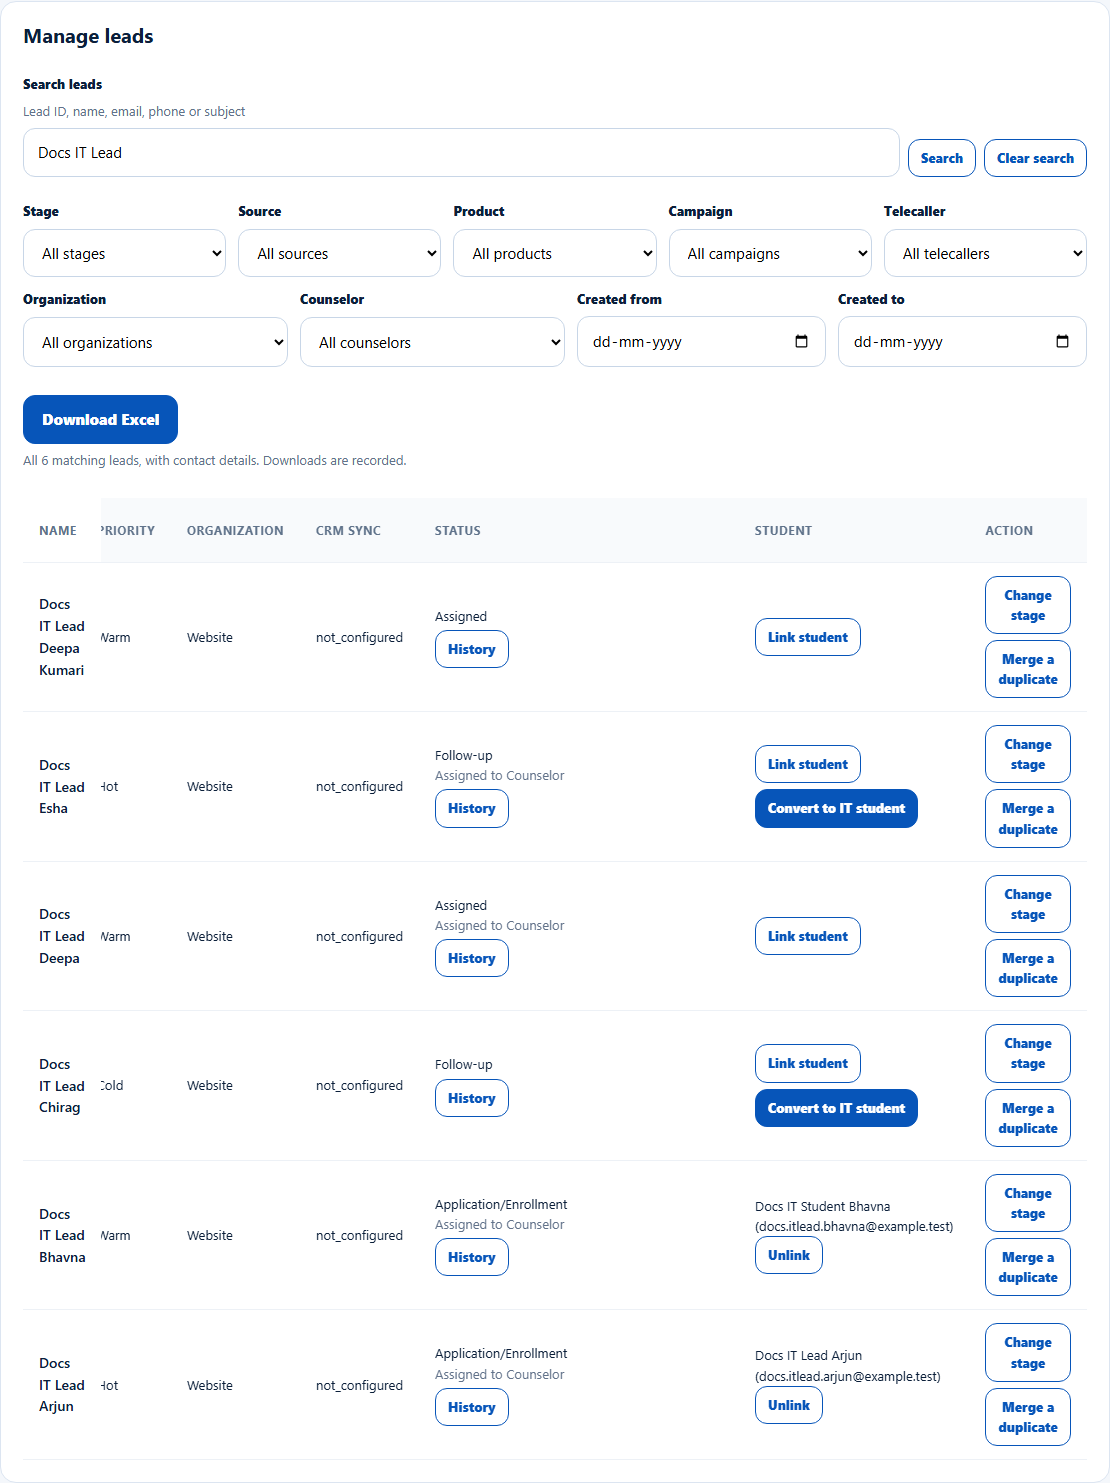 Manage leads
Search leads
Lead ID, name, email, phone or subject
Docs IT Lead
Search
Clear search
Stage
Source
Product
Campaign
Telecaller
All stages
All sources
All products
All campaigns
All telecallers
Organization
Counselor
Created from
Created to
All organizations
All counselors
dd-mm-yyyy
dd-mm-yyyy
Download Excel
All 6 matching leads, with contact details. Downloads are recorded.
NAME
PRIORITY
ORGANIZATION
CRM SYNC
STATUS
STUDENT
ACTION
Docs
IT Lead
Deepa
Kumari
Warm
Website
not_configured
Assigned
History
Link student
Change
stage
Merge a
duplicate
Docs
IT Lead
Esha
Hot
Website
not_configured
Follow-up
Assigned to Counselor
History
Link student
Convert to IT student
Change
stage
Merge a
duplicate
Docs
IT Lead
Deepa
Warm
Website
not_configured
Assigned
Assigned to Counselor
History
Link student
Change
stage
Merge a
duplicate
Docs
IT Lead
Chirag
Cold
Website
not_configured
Follow-up
History
Link student
Convert to IT student
Change
stage
Merge a
duplicate
Docs
IT Lead
Bhavna
Warm
Website
not_configured
Application/Enrollment
Assigned to Counselor
History
Docs IT Student Bhavna
(docs.itlead.bhavna@example.test)
Unlink
Change
stage
Merge a
duplicate
Docs
IT Lead
Arjun
Hot
Website
not_configured
Application/Enrollment
Assigned to Counselor
History
Docs IT Lead Arjun
(docs.itlead.arjun@example.test)
Unlink
Change
stage
Merge a
duplicate